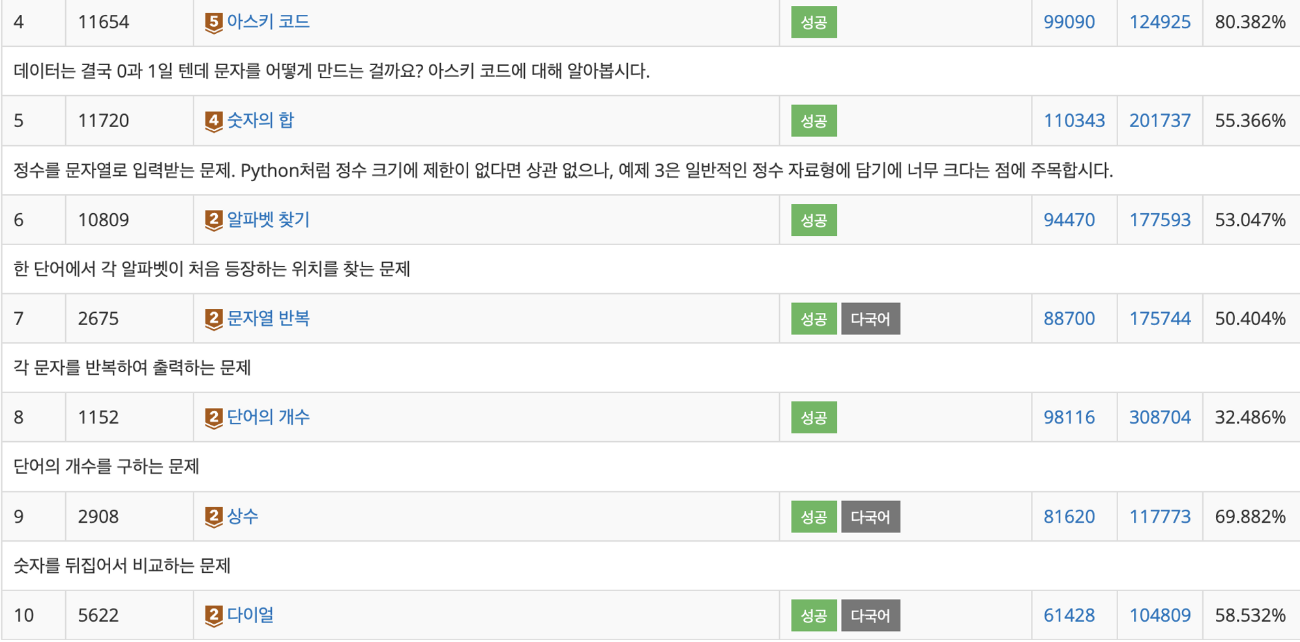 4 11654 5 아스키 코드 성공 99090 124925 80.382%
데이터는 결국 0과 1일 텐데 문자를 어떻게 만드는 걸까요? 아스키 코드에 대해 알아봅시다.
5 11720 4 숫자의 합 성공 110343 201737 55.366%
정수를 문자열로 입력받는 문제. Python처럼 정수 크기에 제한이 없다면 상관 없으나, 예제 3은 일반적인 정수 자료형에 담기에 너무 크다는 점에 주목합시다.
6 10809 2 알파벳 찾기 성공 94470 177593 53.047%
한 단어에서 각 알파벳이 처음 등장하는 위치를 찾는 문제
7 2675 2 문자열 반복 성공 다국어 88700 175744 50.404%
각 문자를 반복하여 출력하는 문제
8 1152 2 단어의 개수 성공 98116 308704 32.486%
단어의 개수를 구하는 문제
9 2908 2 상수 성공 다국어 81620 117773 69.882%
숫자를 뒤집어서 비교하는 문제
10 5622 2 다이얼 성공 다국어 61428 104809 58.532%